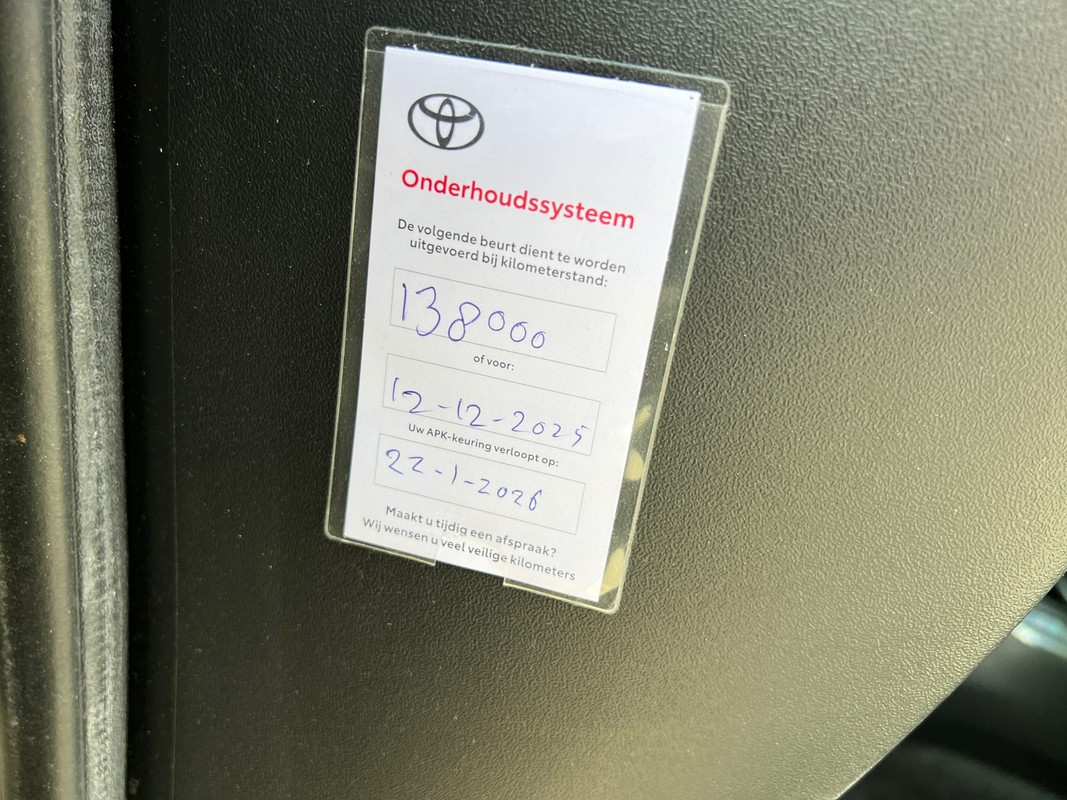 Onderhoudssysteem
De volgende beurt dient te worden
uitgevoerd bij kilometerstand:
138000
of voor:
12-12-2025
Uw APK-keuring verloopt op:
22-1-2026
Maakt u tijdig een afspraak?
Wij wensen u veel veilige kilometers